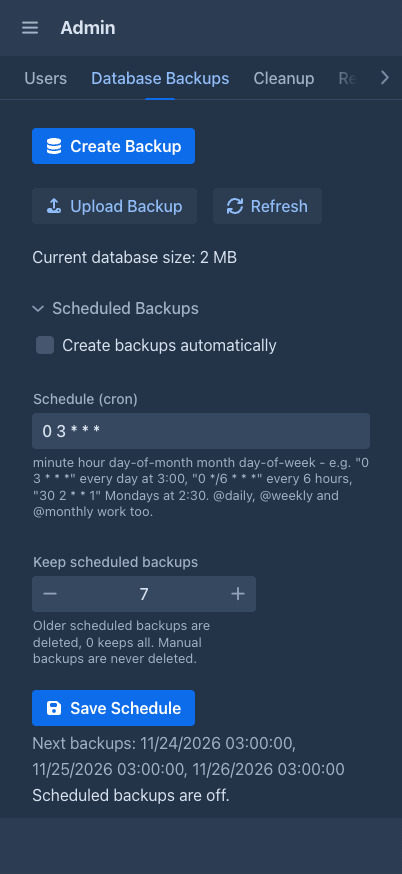 Admin
Users Database Backups Cleanup Re
Create Backup
Upload Backup Refresh
Current database size: 2 MB
Scheduled Backups
Create backups automatically
Schedule (cron)
0 3 * * *
minute hour day-of-month month day-of-week - e.g. "0
3 * * *" every day at 3:00, "0 */6 * * *" every 6 hours,
"30 2 * * 1" Mondays at 2:30. @daily, @weekly and
@monthly work too.
Keep scheduled backups
7
Older scheduled backups are
deleted, 0 keeps all. Manual
backups are never deleted.
Save Schedule
Next backups: 11/24/2026 03:00:00,
11/25/2026 03:00:00, 11/26/2026 03:00:00
Scheduled backups are off.